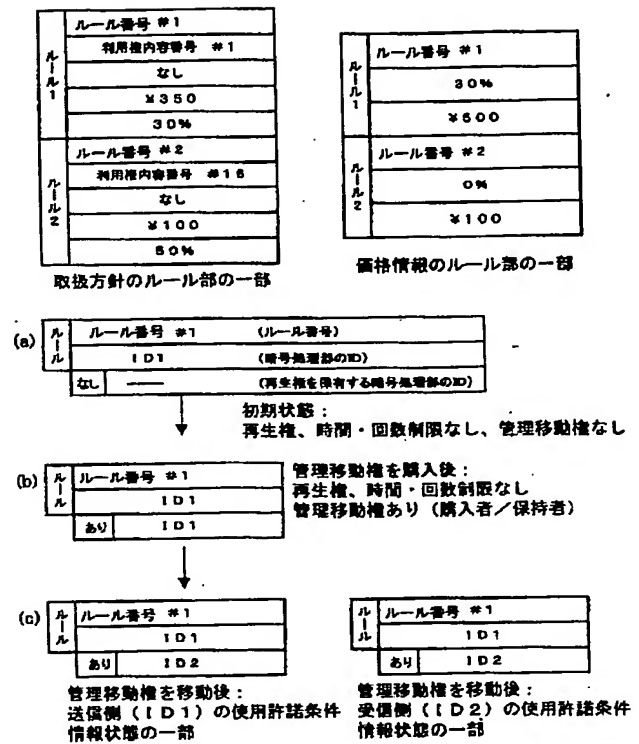 ルール1
ルール番号 #1
利用権内容番号 #1
なし
¥350
30%
ルール2
ルール番号 #2
利用権内容番号 #16
なし
¥100
50%
取扱方針のルール部の一部
ルール1
ルール番号 #1
30%
¥600
ルール2
ルール番号 #2
0%
¥100
価格情報のルール部の一部
(a)
ルール
ルール番号 #1 (ルール番号)
ID1 (暗号処理部のID)
なし ―― (再生権を保有する暗号処理部のID)
初期状態:
再生権、時間・回数制限なし、管理移動権なし
(b)
ルール
ルール番号 #1
ID1
あり ID1
管理移動権を購入後:
再生権、時間・回数制限なし
管理移動権あり(購入者/保持者)
(c)
ルール
ルール番号 #1
ID1
あり ID2
管理移動権を移動後:
送信側(ID1)の使用許諾条件
情報状態の一部
ルール
ルール番号 #1
ID1
あり ID2
管理移動権を移動後:
受信側(ID2)の使用許諾条件
情報状態の一部